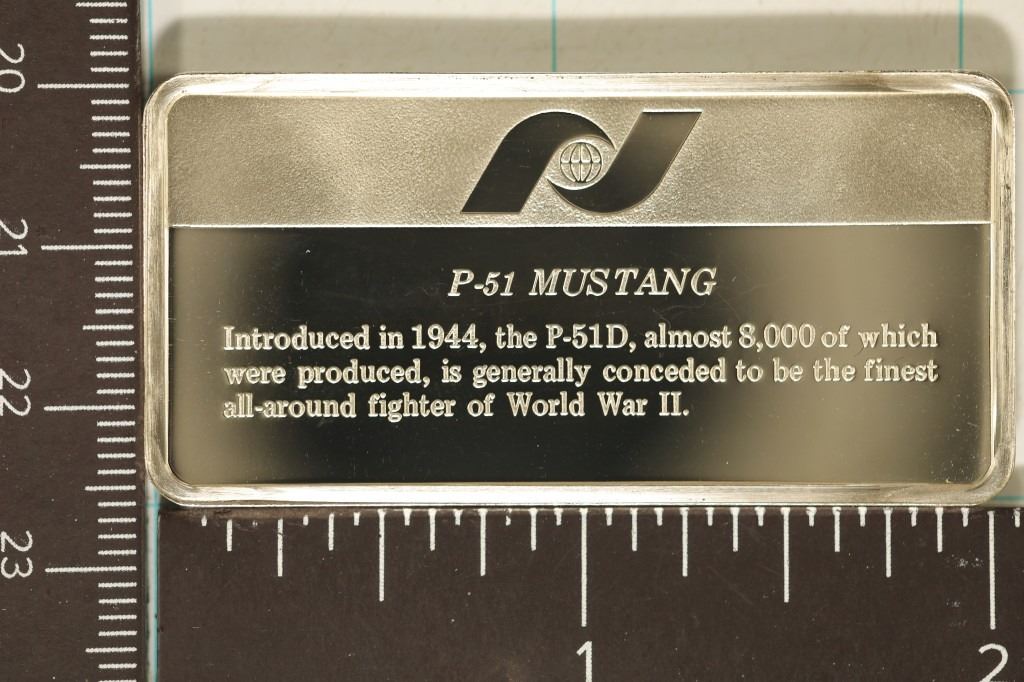 P-51 MUSTANG
Introduced in 1944, the P-51D, almost 8,000 of which
were produced, is generally conceded to be the finest
all-around fighter of World War II.
20
21
22
23
1
2